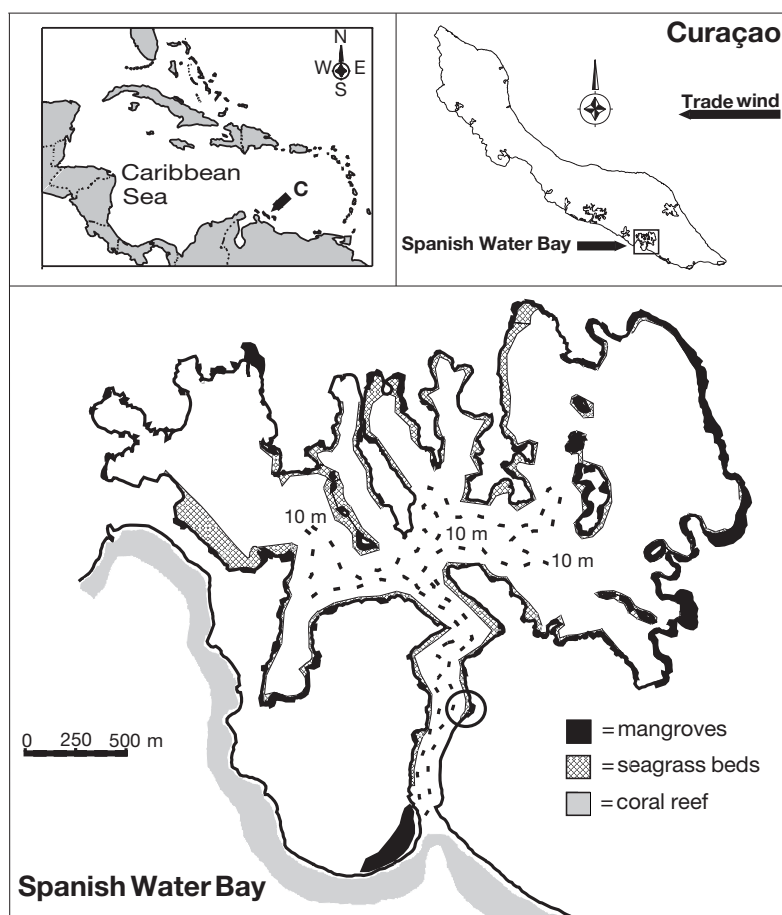 N
W E
S
Caribbean
Sea
C
Curaçao
Trade wind
Spanish Water Bay
10 m
10 m
10 m
0 250 500 m
= mangroves
= seagrass beds
= coral reef
Spanish Water Bay